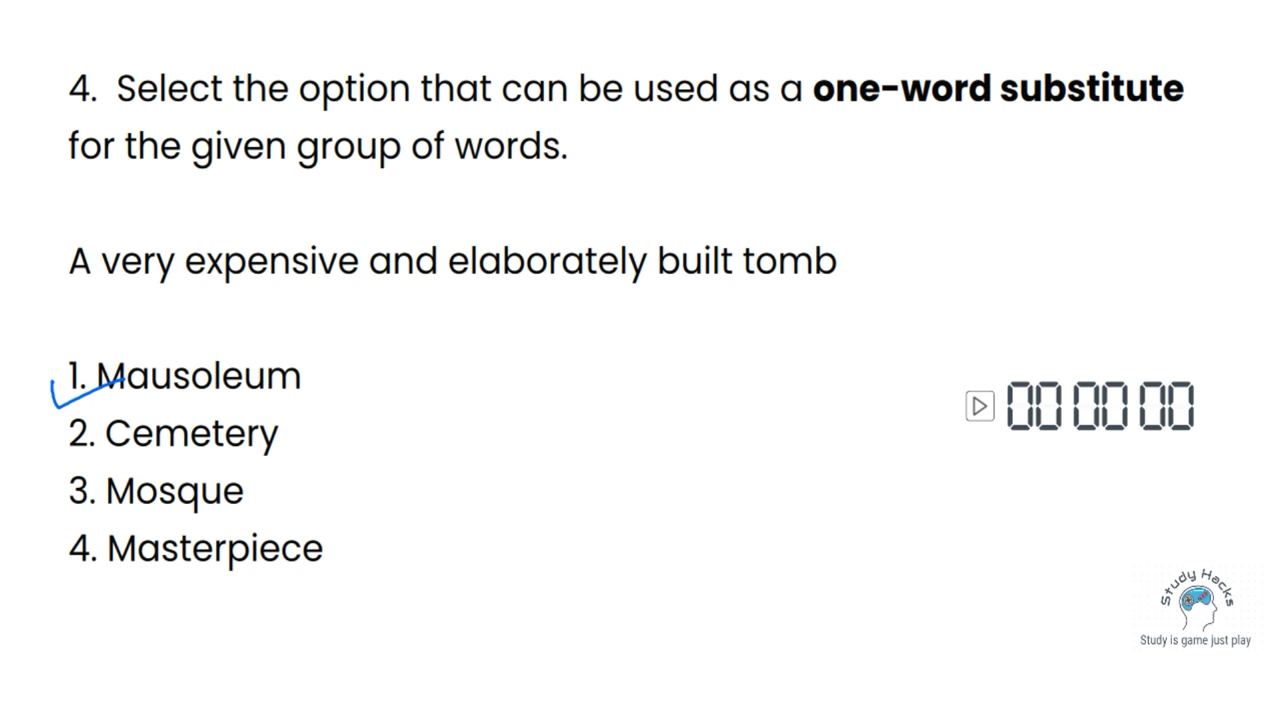 4. Select the option that can be used as a one-word substitute
for the given group of words.
A very expensive and elaborately built tomb
1. Mausoleum
2. Cemetery
3. Mosque
4. Masterpiece
00 00 00
Study Hacks
Study is game just play